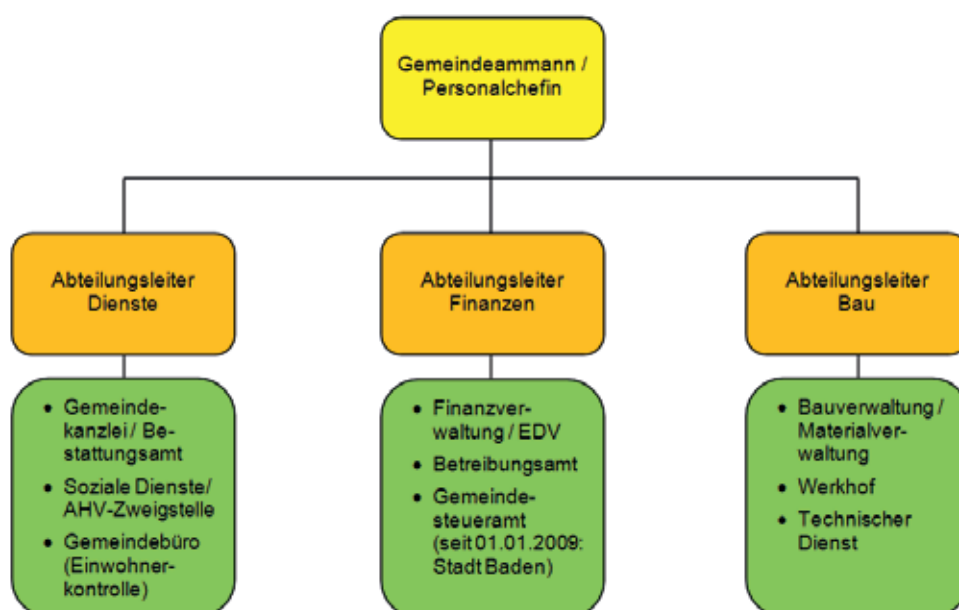 Gemeindeammann /
Personalchefin
Abteilungsleiter
Dienste
Abteilungsleiter
Finanzen
Abteilungsleiter
Bau
• Gemeinde-
kanzlei / Be-
stattungsamt
• Soziale Dienste/
AHV-Zweigstelle
• Gemeindebüro
(Einwohner-
kontrolle)
• Finanzver-
waltung / EDV
• Betreibungsamt
• Gemeinde-
steueramt
(seit 01.01.2009:
Stadt Baden)
• Bauverwaltung /
Materialver-
waltung
• Werkhof
• Technischer
Dienst